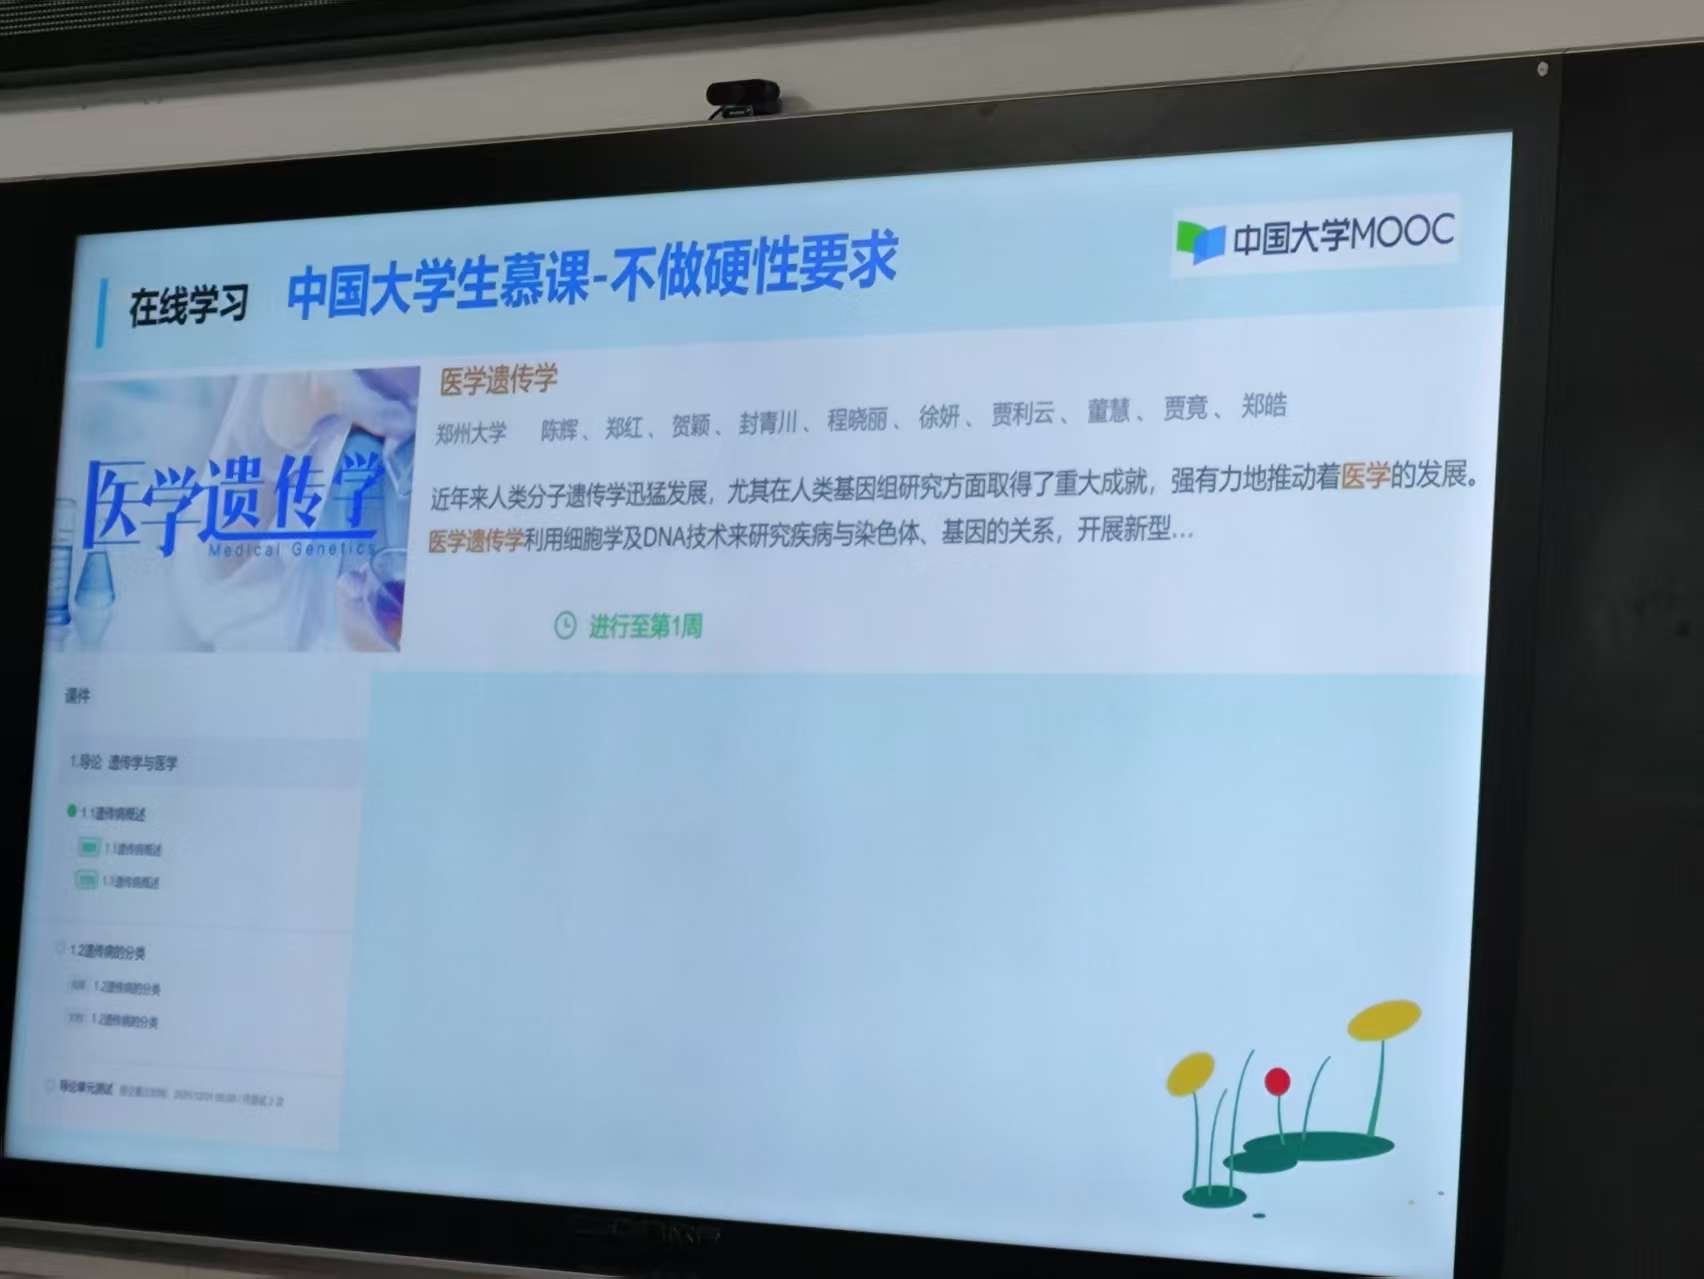 在线学习 中国大学生慕课-不做硬性要求
中国大学MOOC
医学遗传学
Medical Genetics
医学遗传学
郑州大学 陈辉、郑红、贺颖、封青川、程晓丽、徐妍、贾利云、董慧、贾竟、郑皓
近年来人类分子遗传学迅猛发展，尤其在人类基因组研究方面取得了重大成就，强有力地推动着医学的发展。
医学遗传学利用细胞学及DNA技术来研究疾病与染色体、基因的关系，开展新型...
进行至第1周
课件
1.导论 遗传学与医学
1.1遗传病概述
1.1遗传病概述
1.1遗传病概述
1.2遗传病的分类
1.2遗传病的分类
1.2遗传病的分类
导论单元测试